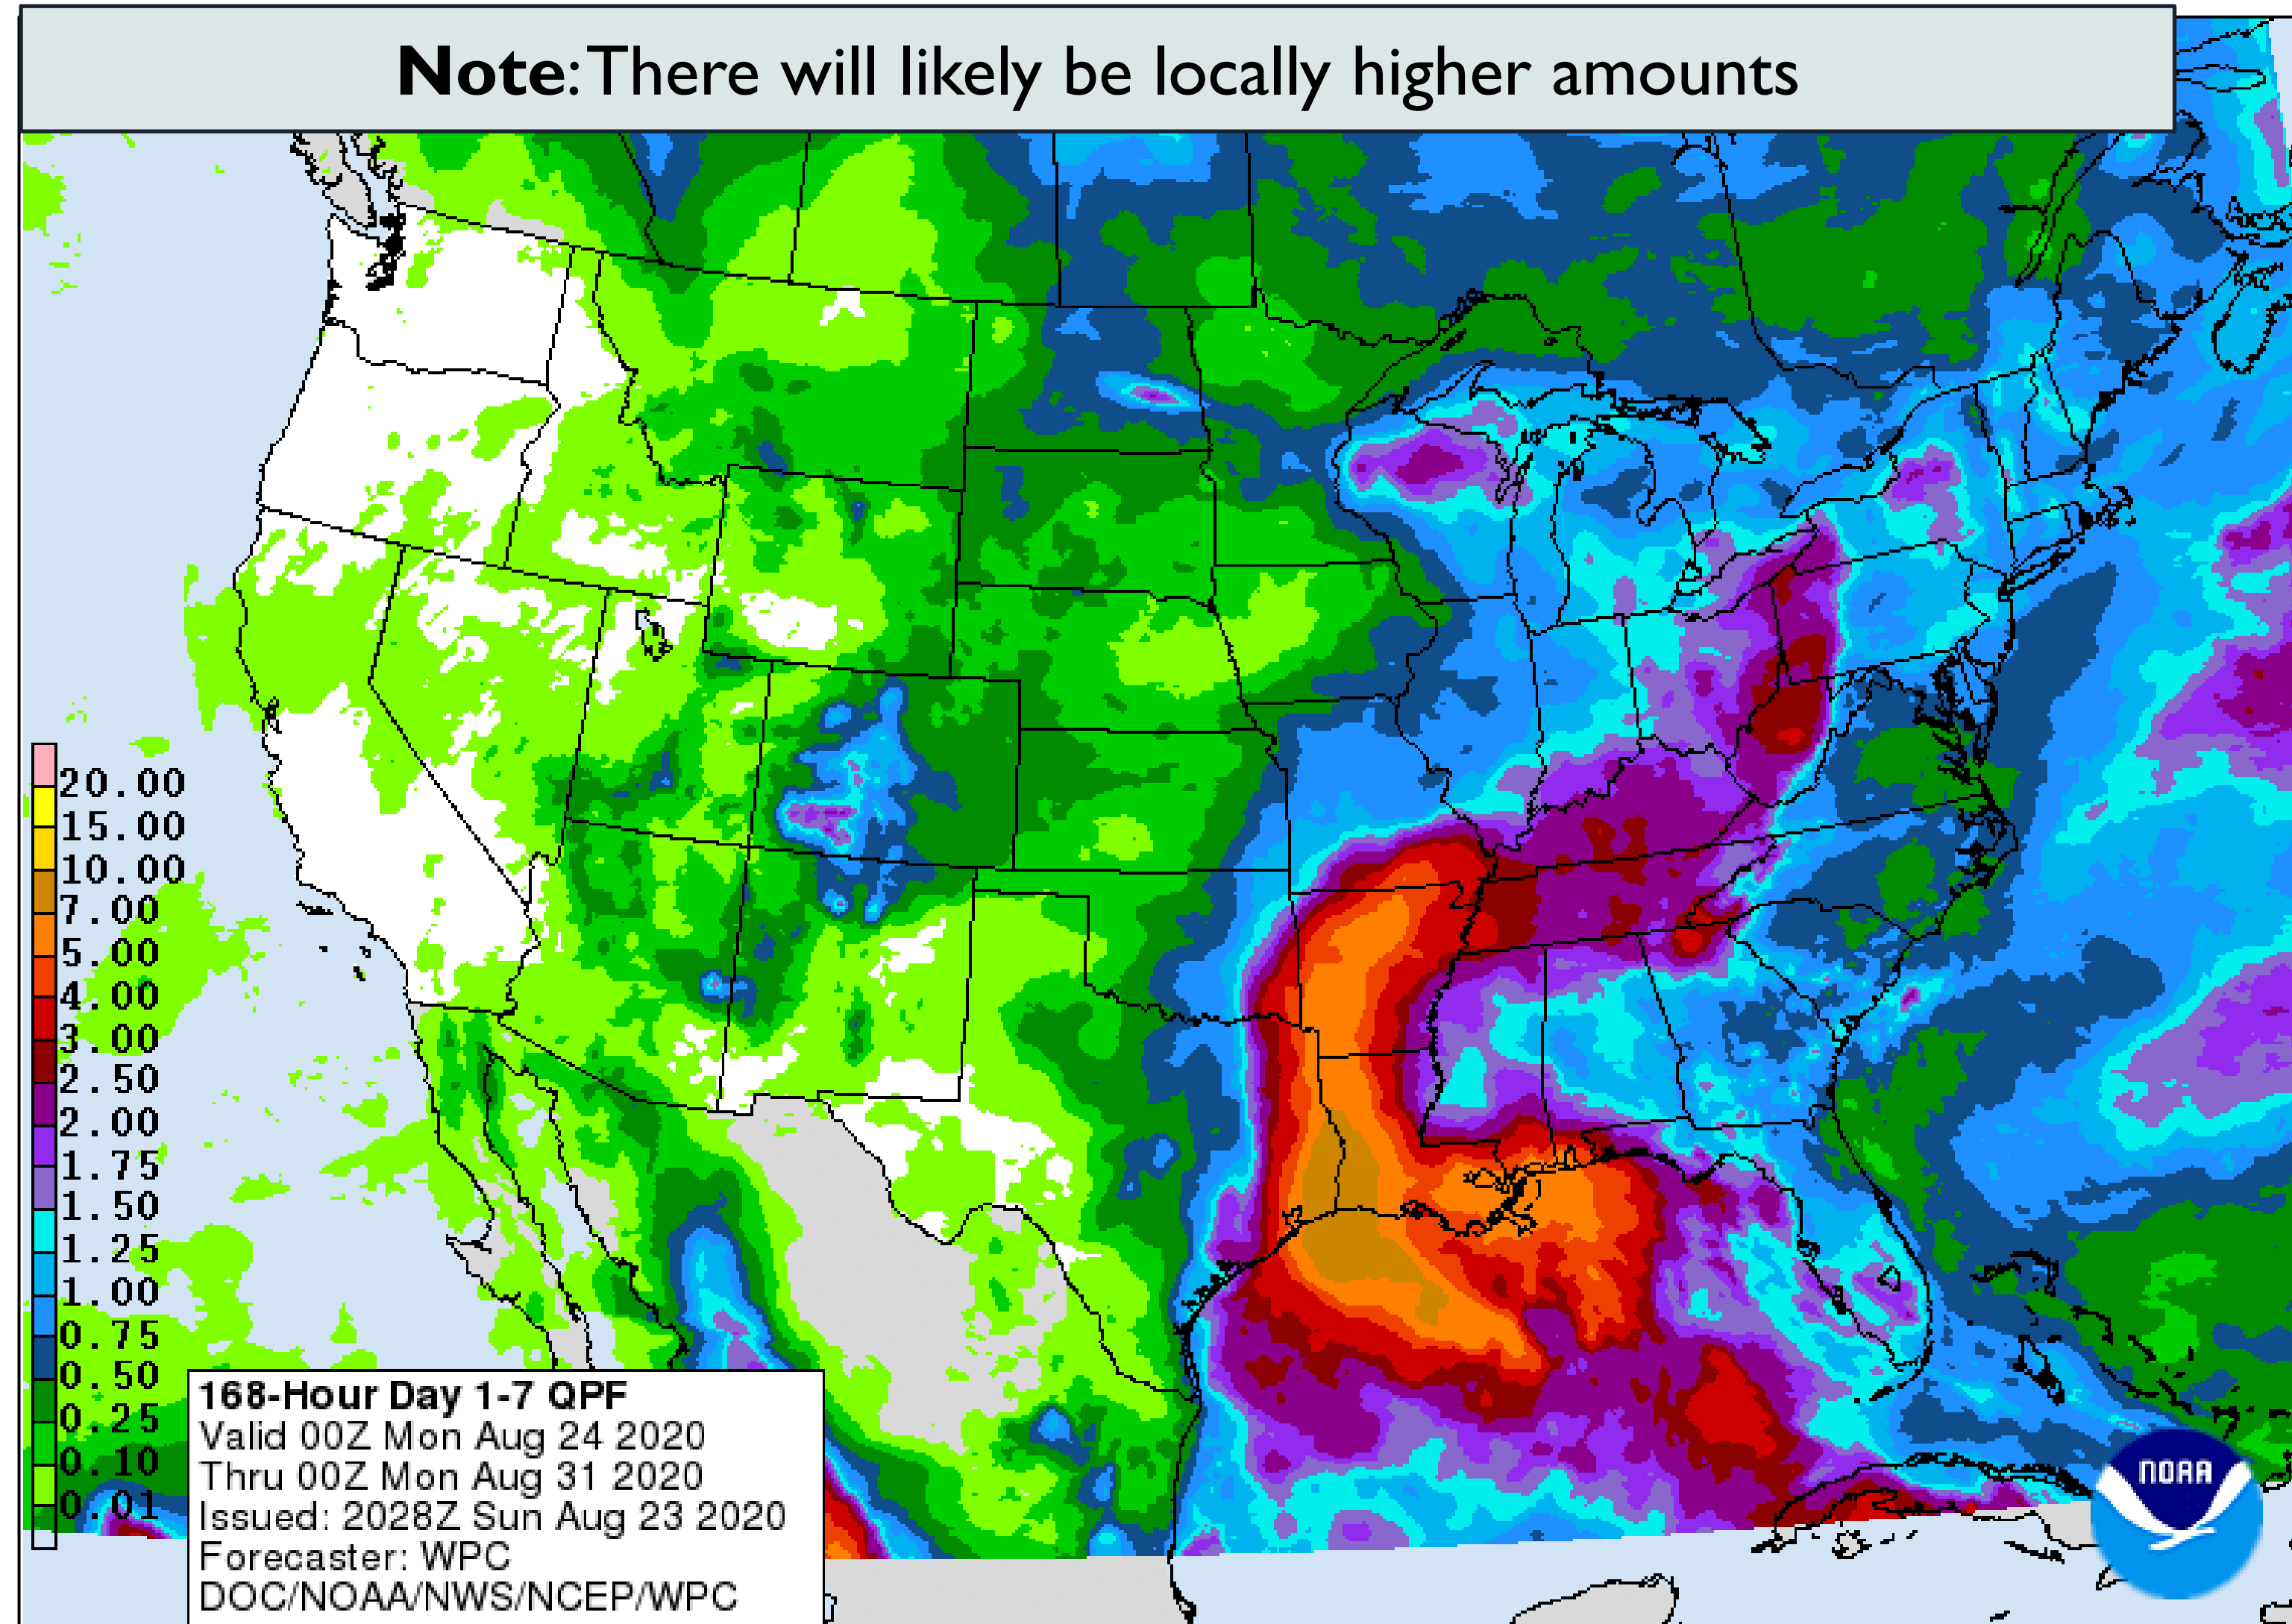 Note: There will likely be locally higher amounts
20.00
15.00
10.00
7.00
5.00
4.00
3.00
2.50
2.00
1.75
1.50
1.25
1.00
0.75
0.50
0.25
0.10
0.01
168-Hour Day 1-7 QPF
Valid 00Z Mon Aug 24 2020
Thru 00Z Mon Aug 31 2020
Issued: 2028Z Sun Aug 23 2020
Forecaster: WPC
DOC/NOAA/NWS/NCEP/WPC
NOAA